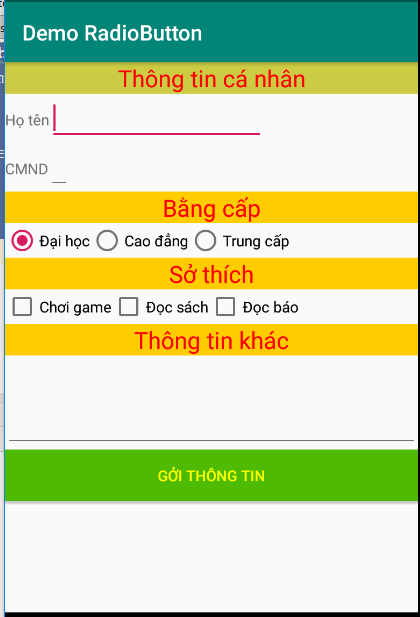 Demo RadioButton
Thông tin cá nhân
Họ tên
CMND
Bằng cấp
Đại học Cao đẳng Trung cấp
Sở thích
Chơi game Đọc sách Đọc báo
Thông tin khác
GỞI THÔNG TIN